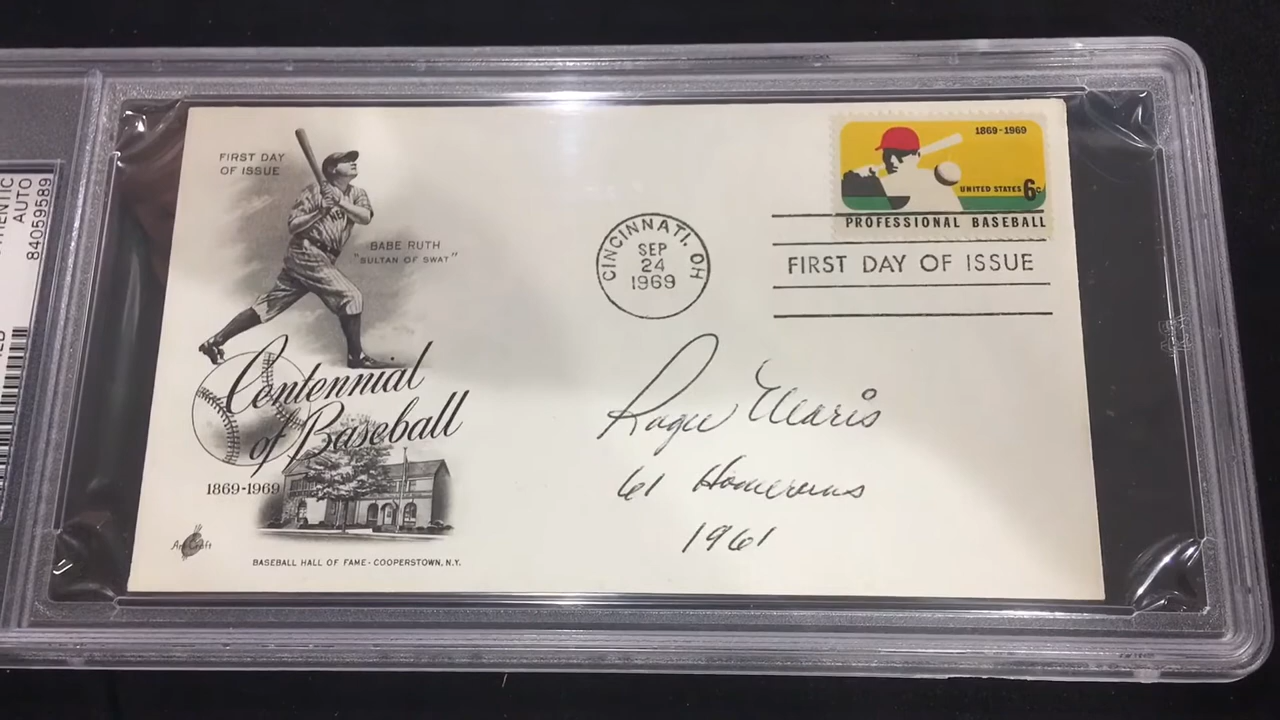 THENTIC
AUTO
84059589
FIRST DAY
OF ISSUE
BABE RUTH
"SULTAN OF SWAT"
Centennial
of Baseball
1869-1969
ArtCraft
BASEBALL HALL OF FAME · COOPERSTOWN, N.Y.
CINCINNATI, OH
SEP
24
1969
1869-1969
UNITED STATES 6c
PROFESSIONAL BASEBALL
FIRST DAY OF ISSUE
Roger Maris
61 Homeruns
1961